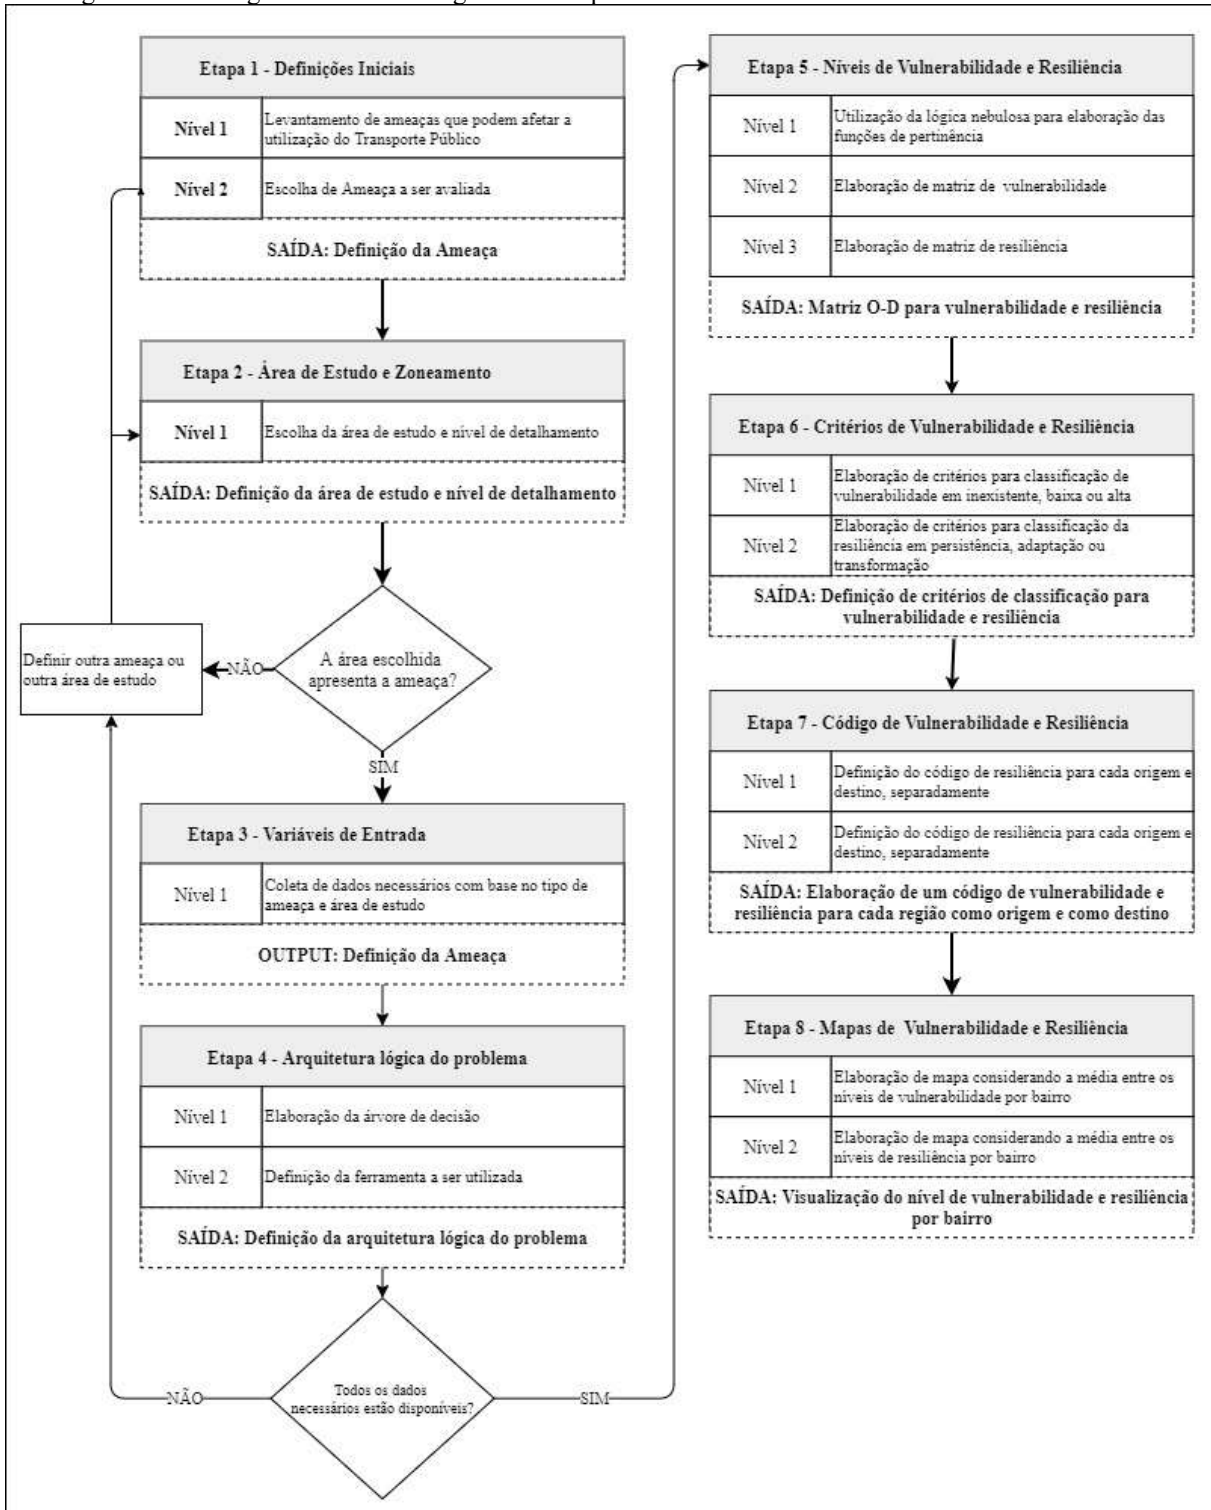 Etapa 1 - Definições Iniciais
Nível 1
Levantamento de ameaças que podem afetar a
utilização do Transporte Público
Nível 2
Escolha de Ameaça a ser avaliada
SAÍDA: Definição da Ameaça
Etapa 2 - Área de Estudo e Zoneamento
Nível 1
Escolha da área de estudo e nível de detalhamento
SAÍDA: Definição da área de estudo e nível de detalhamento
A área escolhida
apresenta a ameaça?
NÃO
Definir outra ameaça ou
outra área de estudo
SIM
Etapa 3 - Variáveis de Entrada
Nível 1
Coleta de dados necessários com base no tipo de
ameaça e área de estudo
OUTPUT: Definição da Ameaça
Etapa 4 - Arquitetura lógica do problema
Nível 1
Elaboração da árvore de decisão
Nível 2
Definição da ferramenta a ser utilizada
SAÍDA: Definição da arquitetura lógica do problema
Todos os dados
necessários estão disponíveis?
NÃO
SIM
Etapa 5 - Níveis de Vulnerabilidade e Resiliência
Nível 1
Utilização da lógica nebulosa para elaboração das
funções de pertinência
Nível 2
Elaboração de matriz de vulnerabilidade
Nível 3
Elaboração de matriz de resiliência
SAÍDA: Matriz O-D para vulnerabilidade e resiliência
Etapa 6 - Critérios de Vulnerabilidade e Resiliência
Nível 1
Elaboração de critérios para classificação de
vulnerabilidade em inexistente, baixa ou alta
Nível 2
Elaboração de critérios para classificação da
resiliência em persistência, adaptação ou
transformação
SAÍDA: Definição de critérios de classificação para
vulnerabilidade e resiliência
Etapa 7 - Código de Vulnerabilidade e Resiliência
Nível 1
Definição do código de resiliência para cada origem e
destino, separadamente
Nível 2
Definição do código de resiliência para cada origem e
destino, separadamente
SAÍDA: Elaboração de um código de vulnerabilidade e
resiliência para cada região como origem e como destino
Etapa 8 - Mapas de Vulnerabilidade e Resiliência
Nível 1
Elaboração de mapa considerando a média entre os
níveis de vulnerabilidade por bairro
Nível 2
Elaboração de mapa considerando a média entre os
níveis de resiliência por bairro
SAÍDA: Visualização do nível de vulnerabilidade e resiliência
por bairro